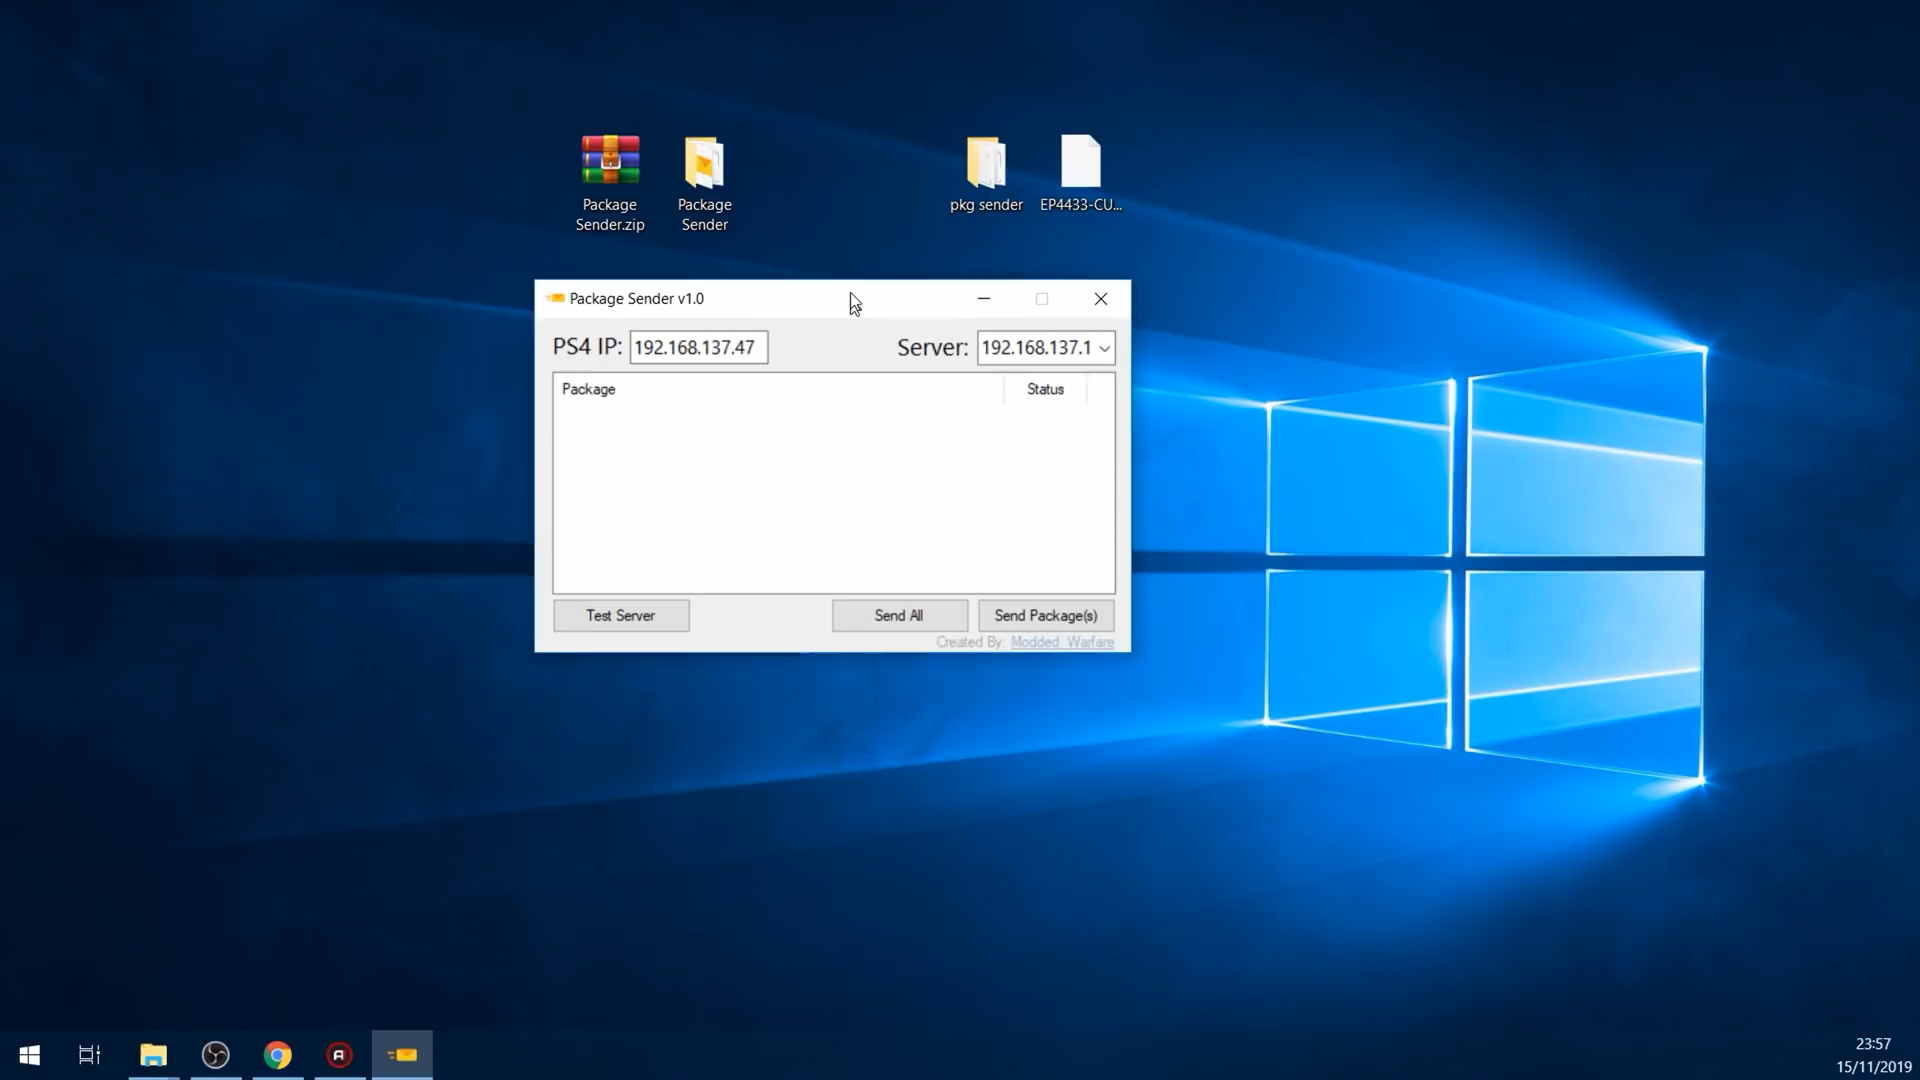 Package
Sender.zip
Package
Sender
pkg sender
EP4433-CU...
Package Sender v1.0
PS4 IP: 192.168.137.47
Server: 192.168.137.1
Package
Status
Test Server
Send All
Send Package(s)
Created By: Modded_Warfare
23:57
15/11/2019